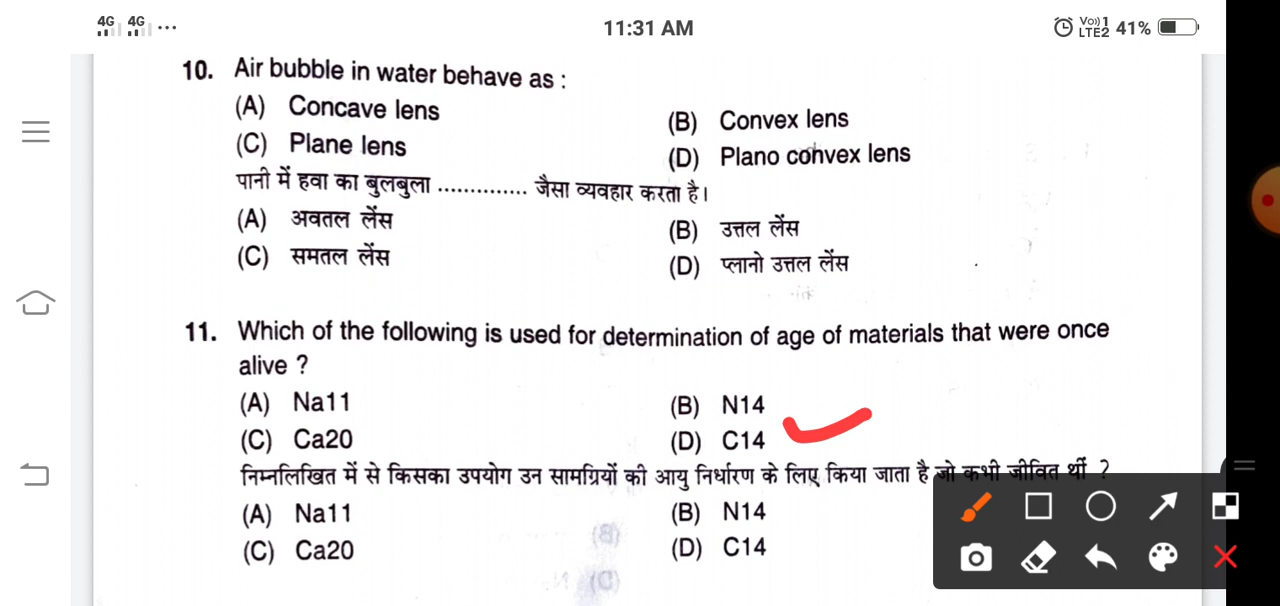 4G 4G ... 11:31 AM Vo)) 1 LTE2 41%
10. Air bubble in water behave as :
(A) Concave lens (B) Convex lens
(C) Plane lens (D) Plano convex lens
पानी में हवा का बुलबुला .............. जैसा व्यवहार करता है।
(A) अवतल लेंस (B) उत्तल लेंस
(C) समतल लेंस (D) प्लानो उत्तल लेंस
11. Which of the following is used for determination of age of materials that were once
alive ?
(A) Na11 (B) N14
(C) Ca20 (D) C14
निम्नलिखित में से किसका उपयोग उन सामग्रियों की आयु निर्धारण के लिए किया जाता है जो कभी जीवित थीं ?
(A) Na11 (B) N14
(C) Ca20 (D) C14